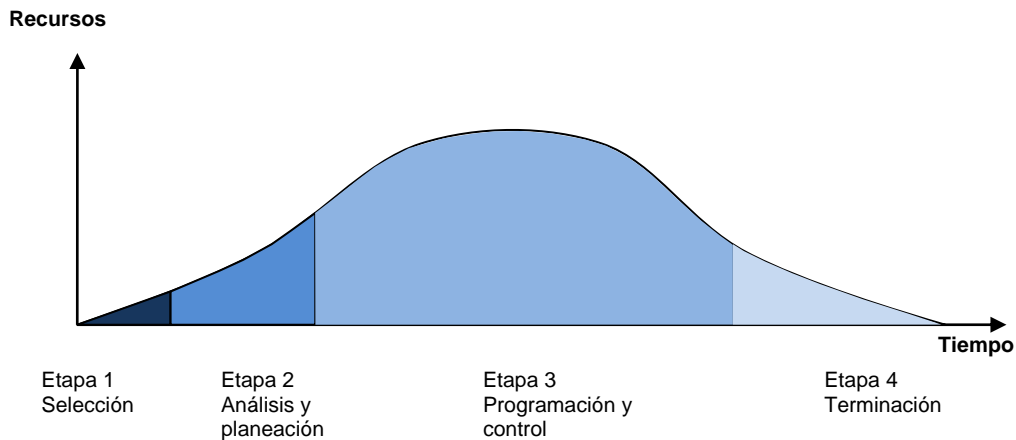 Recursos
Tiempo
Etapa 1
Selección
Etapa 2
Análisis y
planeación
Etapa 3
Programación y
control
Etapa 4
Terminación